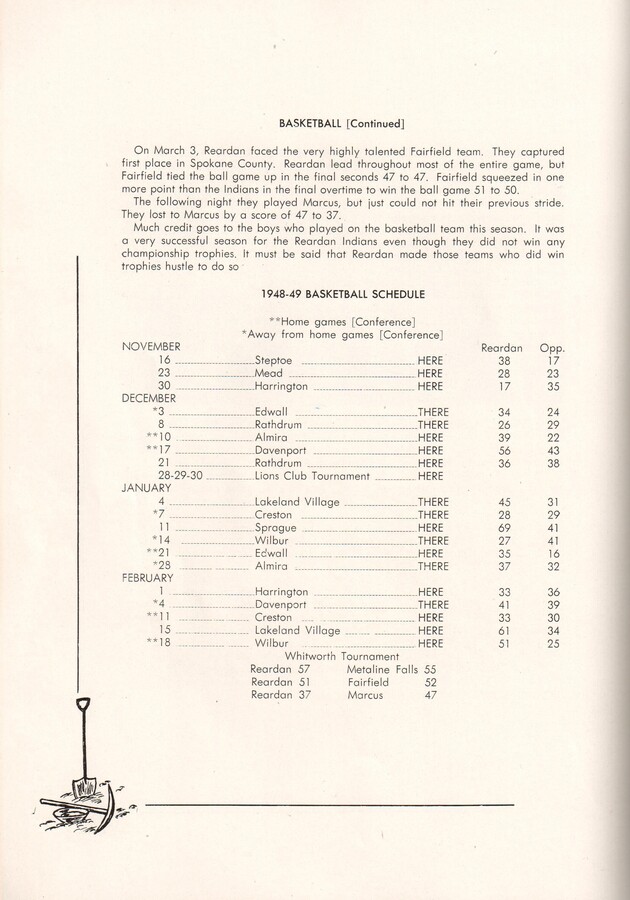 BASKETBALL [Continued]
On March 3, Reardan faced the very highly talented Fairfield team. They captured
first place in Spokane County. Reardan lead throughout most of the entire game, but
Fairfield tied the ball game up in the final seconds 47 to 47. Fairfield squeezed in one
more point than the Indians in the final overtime to win the ball game 51 to 50.
The following night they played Marcus, but just could not hit their previous stride.
They lost to Marcus by a score of 47 to 37.
Much credit goes to the boys who played on the basketball team this season. It was
a very successful season for the Reardan Indians even though they did not win any
championship trophies. It must be said that Reardan made those teams who did win
trophies hustle to do so
1948-49 BASKETBALL SCHEDULE
**Home games [Conference]
*Away from home games [Conference]
NOVEMBER Reardan Opp.
16 Steptoe HERE 38 17
23 Mead HERE 28 23
30 Harrington HERE 17 35
DECEMBER
*3 Edwall THERE 34 24
8 Rathdrum THERE 26 29
**10 Almira HERE 39 22
**17 Davenport HERE 56 43
21 Rathdrum HERE 36 38
28-29-30 Lions Club Tournament HERE
JANUARY
4 Lakeland Village THERE 45 31
*7 Creston THERE 28 29
11 Sprague HERE 69 41
*14 Wilbur THERE 27 41
**21 Edwall HERE 35 16
*28 Almira THERE 37 32
FEBRUARY
1 Harrington HERE 33 36
*4 Davenport THERE 41 39
**11 Creston HERE 33 30
15 Lakeland Village HERE 61 34
**18 Wilbur HERE 51 25
Whitworth Tournament
Reardan 57 Metaline Falls 55
Reardan 51 Fairfield 52
Reardan 37 Marcus 47